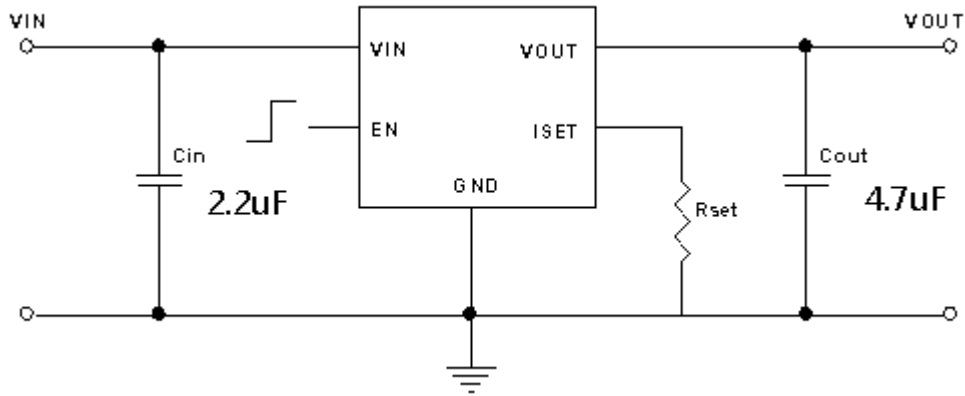 VIN
VOUT
VIN
VOUT
EN
ISET
Cin
2.2uF
GND
Rset
Cout
4.7uF